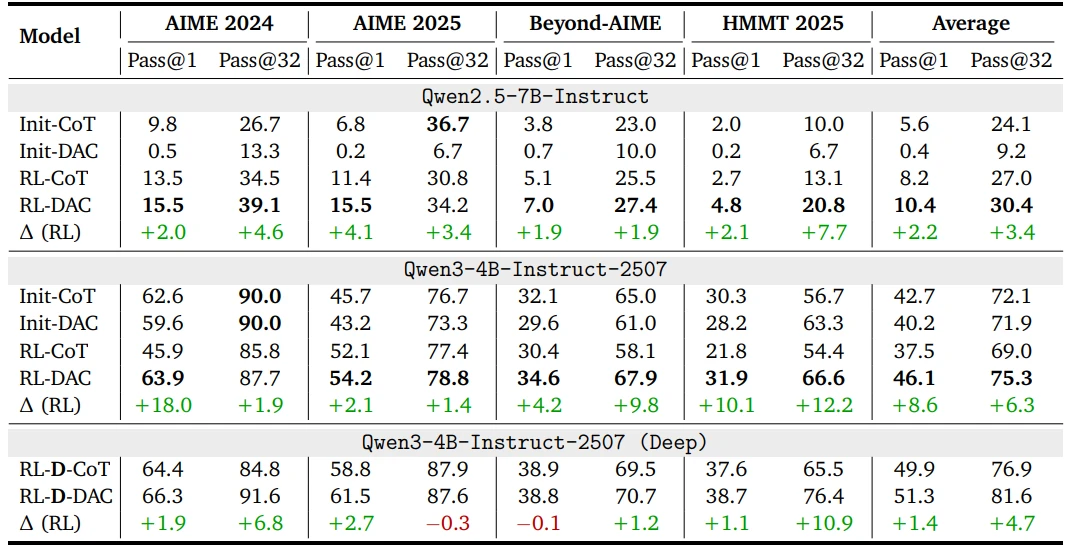 Model AIME 2024 AIME 2025 Beyond-AIME HMMT 2025 Average
Pass@1 Pass@32 Pass@1 Pass@32 Pass@1 Pass@32 Pass@1 Pass@32 Pass@1 Pass@32
Qwen2.5-7B-Instruct
Init-CoT 9.8 26.7 6.8 36.7 3.8 23.0 2.0 10.0 5.6 24.1
Init-DAC 0.5 13.3 0.2 6.7 0.7 10.0 0.2 6.7 0.4 9.2
RL-CoT 13.5 34.5 11.4 30.8 5.1 25.5 2.7 13.1 8.2 27.0
RL-DAC 15.5 39.1 15.5 34.2 7.0 27.4 4.8 20.8 10.4 30.4
Δ (RL) +2.0 +4.6 +4.1 +3.4 +1.9 +1.9 +2.1 +7.7 +2.2 +3.4
Qwen3-4B-Instruct-2507
Init-CoT 62.6 90.0 45.7 76.7 32.1 65.0 30.3 56.7 42.7 72.1
Init-DAC 59.6 90.0 43.2 73.3 29.6 61.0 28.2 63.3 40.2 71.9
RL-CoT 45.9 85.8 52.1 77.4 30.4 58.1 21.8 54.4 37.5 69.0
RL-DAC 63.9 87.7 54.2 78.8 34.6 67.9 31.9 66.6 46.1 75.3
Δ (RL) +18.0 +1.9 +2.1 +1.4 +4.2 +9.8 +10.1 +12.2 +8.6 +6.3
Qwen3-4B-Instruct-2507 (Deep)
RL-D-CoT 64.4 84.8 58.8 87.9 38.9 69.5 37.6 65.5 49.9 76.9
RL-D-DAC 66.3 91.6 61.5 87.6 38.8 70.7 38.7 76.4 51.3 81.6
Δ (RL) +1.9 +6.8 +2.7 −0.3 −0.1 +1.2 +1.1 +10.9 +1.4 +4.7